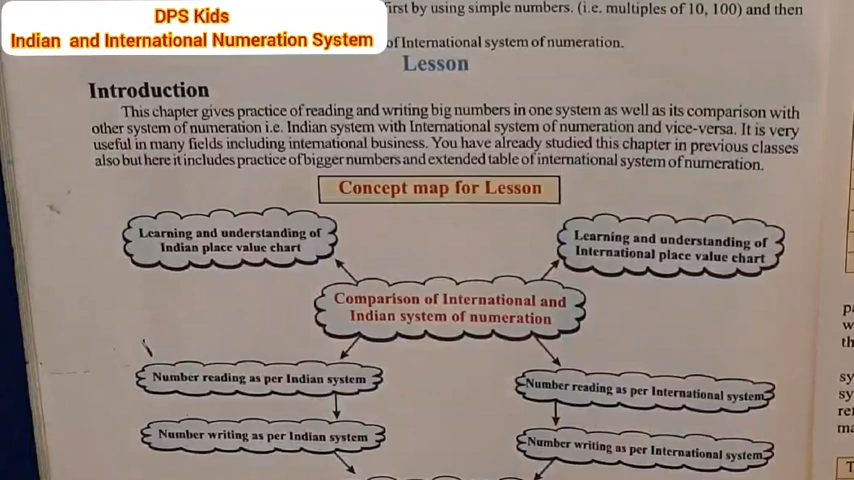 DPS Kids
Indian and International Numeration System
first by using simple numbers. (i.e. multiples of 10, 100) and then
of International system of numeration.
Lesson
Introduction
This chapter gives practice of reading and writing big numbers in one system as well as its comparison with
other system of numeration i.e. Indian system with International system of numeration and vice-versa. It is very
useful in many fields including international business. You have already studied this chapter in previous classes
also but here it includes practice of bigger numbers and extended table of international system of numeration.
Concept map for Lesson
Learning and understanding of
Indian place value chart
Learning and understanding of
International place value chart
Comparison of International and
Indian system of numeration
Number reading as per Indian system
Number reading as per International system
Number writing as per Indian system
Number writing as per International system